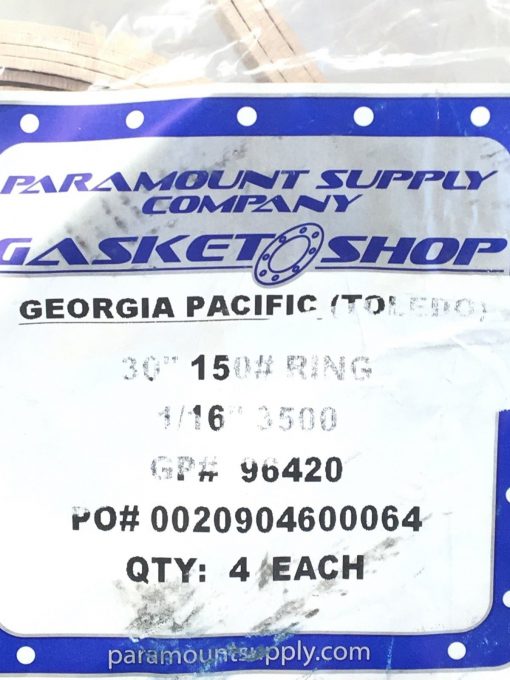 PARAMOUNT SUPPLY
COMPANY
GASKET SHOP
GEORGIA PACIFIC (TOLEDO)
30" 150# RING
1/16" 3500
GP# 96420
PO# 0020904600064
QTY: 4 EACH
paramountsupply.com